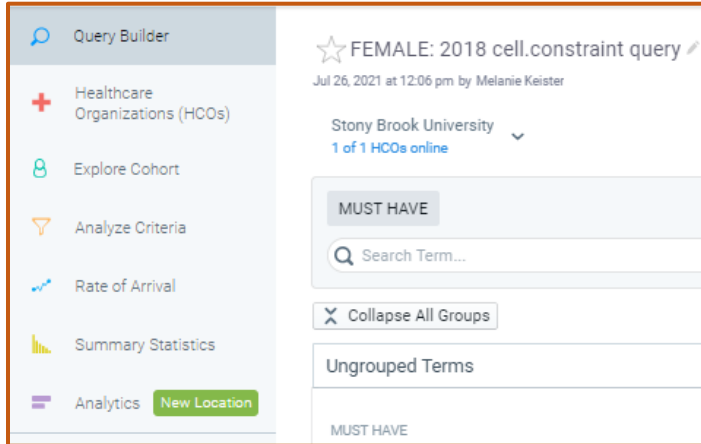 Query Builder
Healthcare
Organizations (HCOs)
Explore Cohort
Analyze Criteria
Rate of Arrival
Summary Statistics
Analytics New Location
FEMALE: 2018 cell.constraint query
Jul 26, 2021 at 12:06 pm by Melanie Keister
Stony Brook University
1 of 1 HCOs online
MUST HAVE
Search Term...
Collapse All Groups
Ungrouped Terms
MUST HAVE